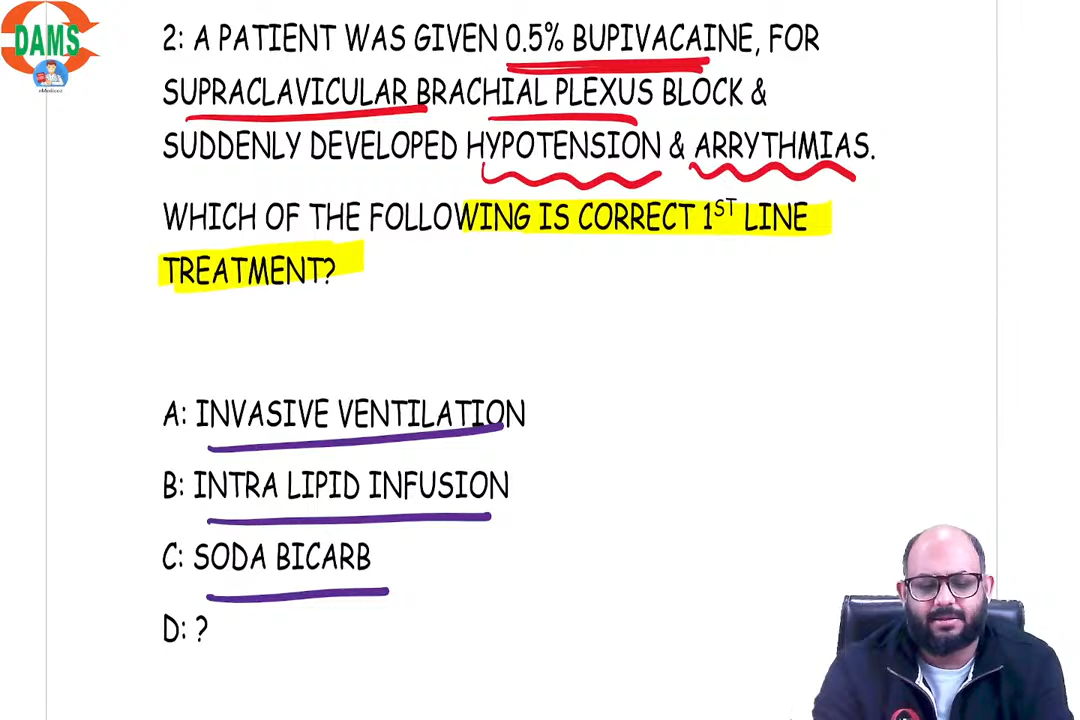 DAMS
eMedicoz
2: A PATIENT WAS GIVEN 0.5% BUPIVACAINE, FOR
SUPRACLAVICULAR BRACHIAL PLEXUS BLOCK &
SUDDENLY DEVELOPED HYPOTENSION & ARRYTHMIAS.
WHICH OF THE FOLLOWING IS CORRECT 1ST LINE
TREATMENT?
A: INVASIVE VENTILATION
B: INTRA LIPID INFUSION
C: SODA BICARB
D: ?